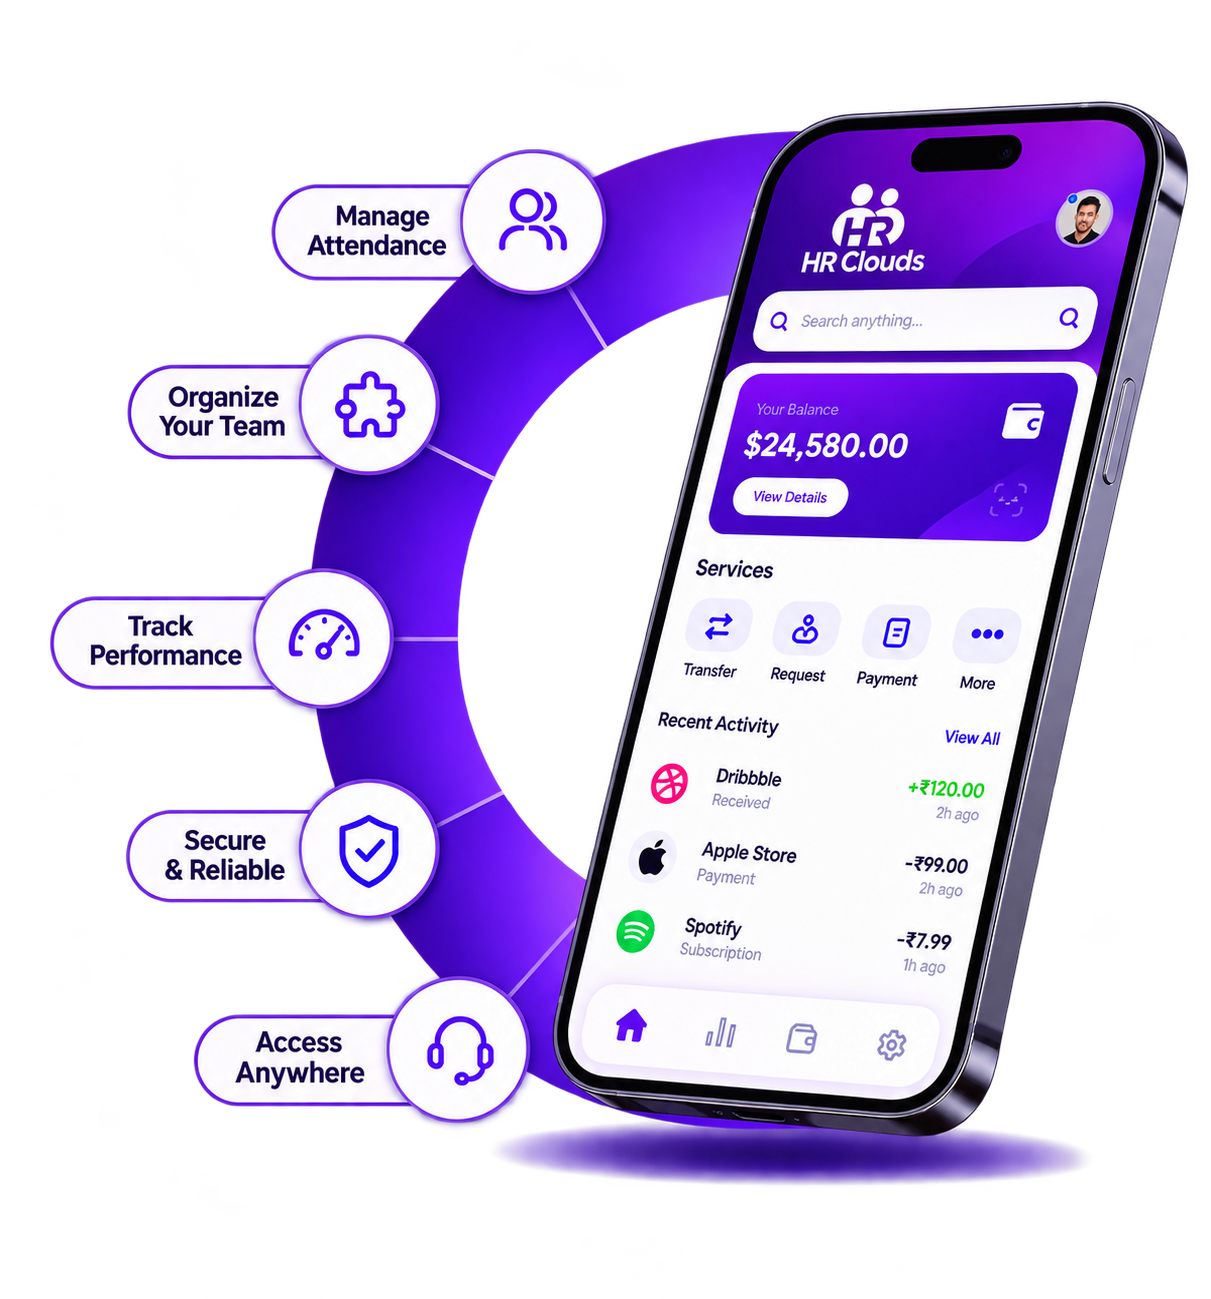 Manage
Attendance
Organize
Your Team
Track
Performance
Secure
& Reliable
Access
Anywhere
HR
HR Clouds
Search anything...
Your Balance
$24,580.00
View Details
Services
Transfer
Request
Payment
More
Recent Activity
View All
Dribbble
+₹120.00
Received
2h ago
Apple Store
-₹99.00
Payment
2h ago
Spotify
-₹7.99
Subscription
1h ago